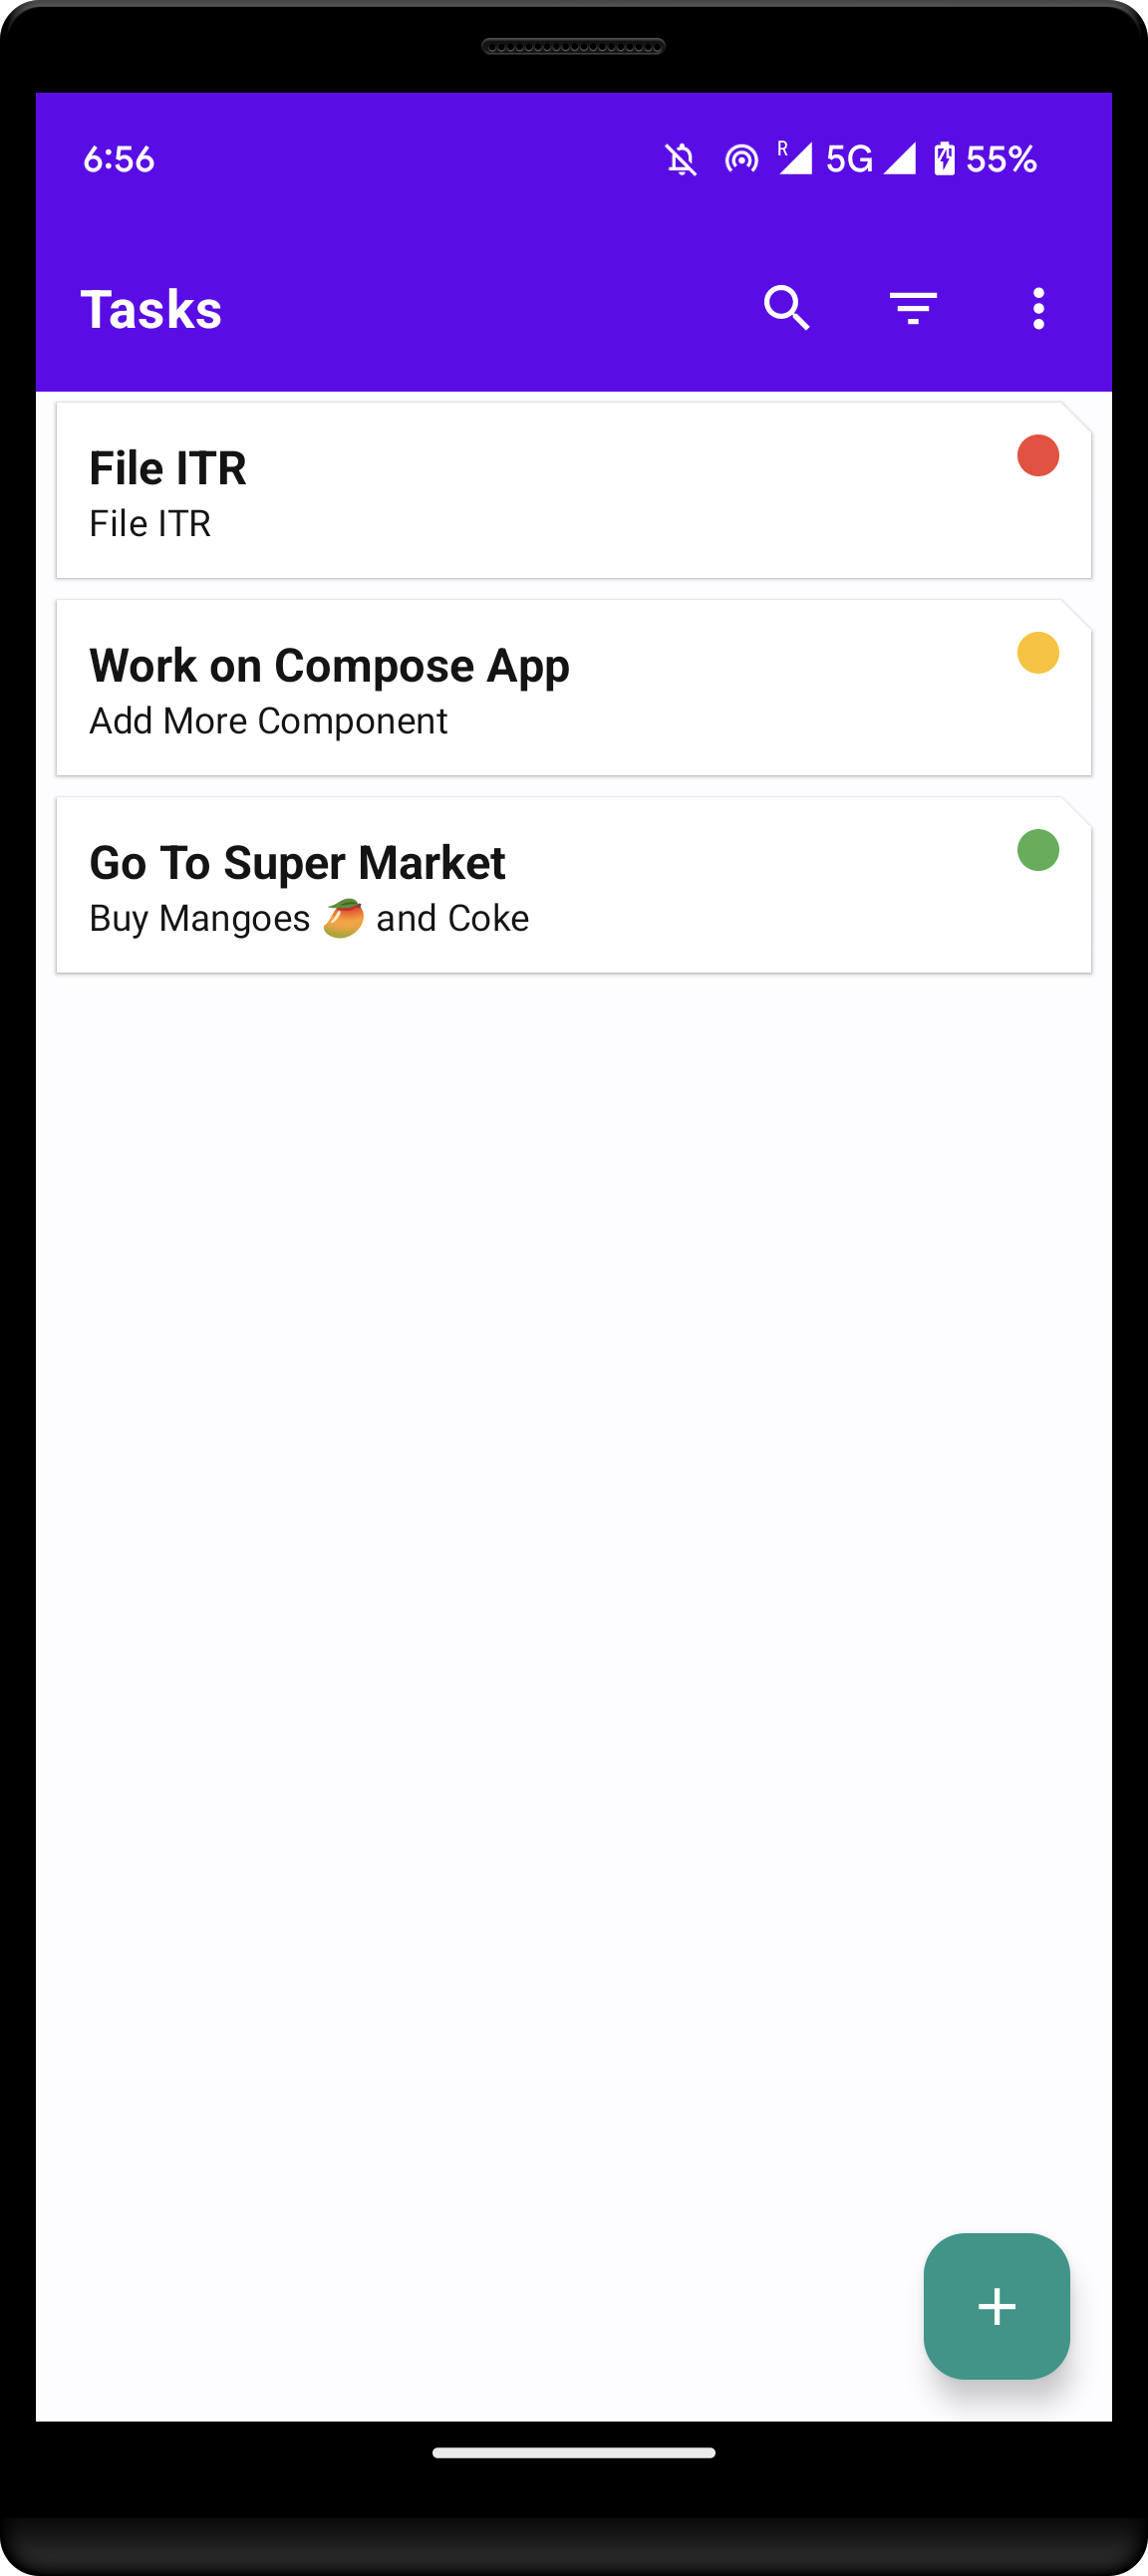 6:56 R 5G 55%
Tasks
File ITR
File ITR
Work on Compose App
Add More Component
Go To Super Market
Buy Mangoes 🥭 and Coke